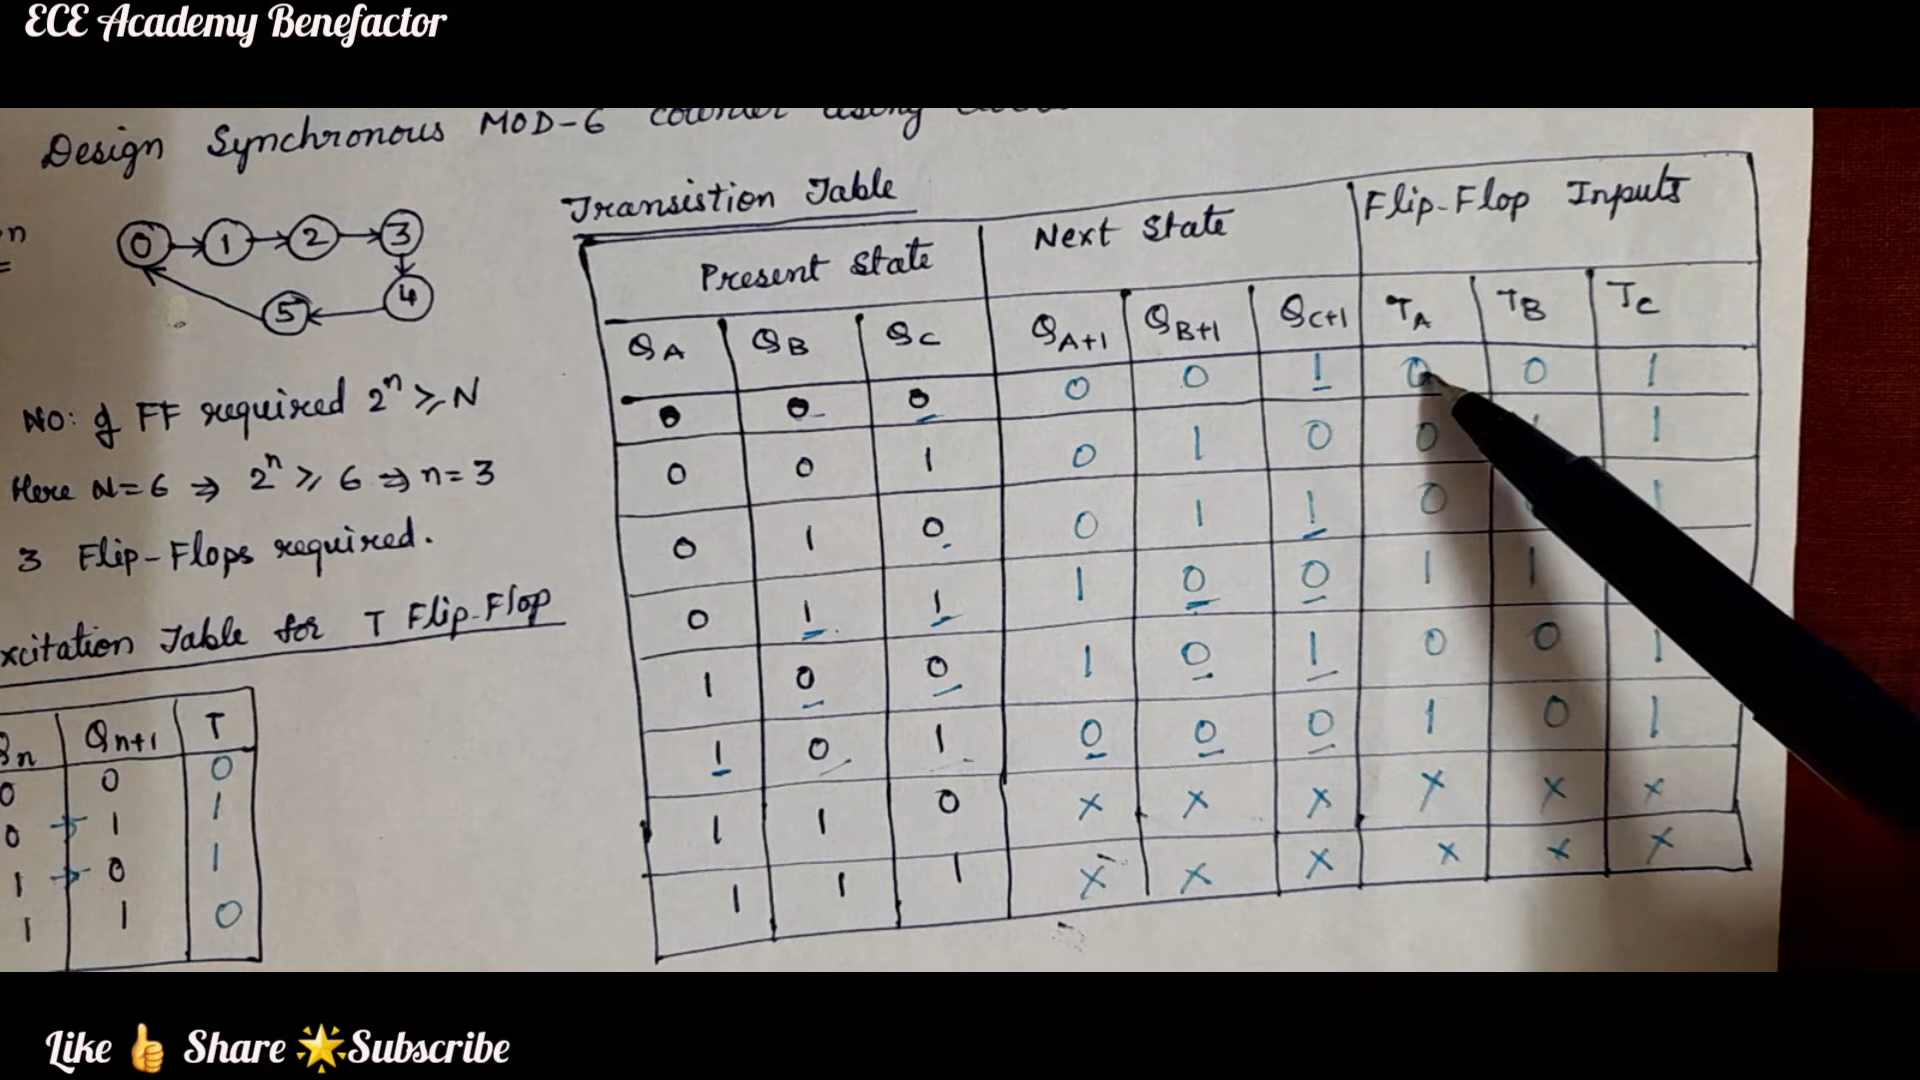 ECE Academy Benefactor
Design Synchronous MOD-6 counter using
n
=
0 1 2 3
5 4
NO: of FF required 2ⁿ ≥ N
Here N=6 ⇒ 2ⁿ ≥ 6 ⇒ n=3
3 Flip-Flops required.
xcitation Table for T Flip-Flop
Qn Qn+1 T
0 0 0
0 → 1 1
1 → 0 1
1 1 0
Transistion Table
Present State Next State Flip-Flop Inputs
QA QB QC QA+1 QB+1 QC+1 TA TB TC
0 0 0 0 0 1 0 0 1
0 0 1 0 1 0 0 1 1
0 1 0 0 1 1 0 1
0 1 1 1 0 0 1 1
1 0 0 1 0 1 0 0 1
1 0 1 0 0 0 1 0 1
1 1 0 x x x x x x
1 1 1 x x x x x x
Like 👍 Share 🌟Subscribe